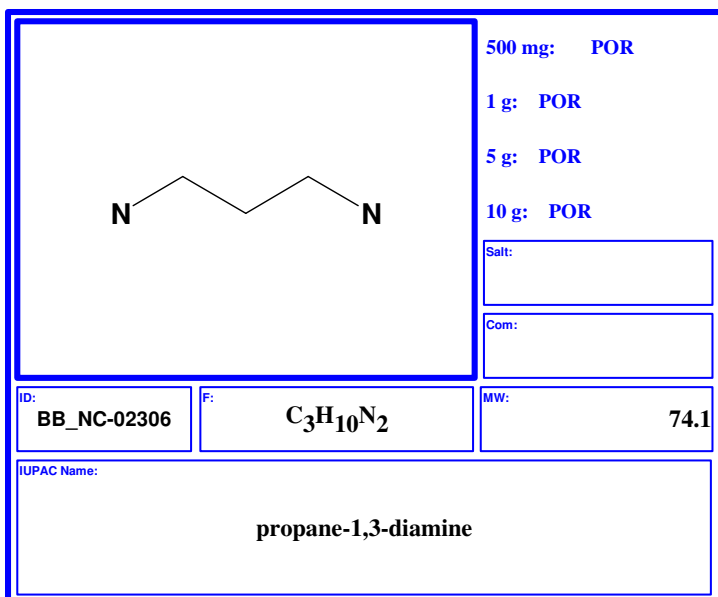 N N
500 mg: POR
1 g: POR
5 g: POR
10 g: POR
Salt:
Com:
ID:
BB_NC-02306
F:
C3H10N2
MW:
74.1
IUPAC Name:
propane-1,3-diamine